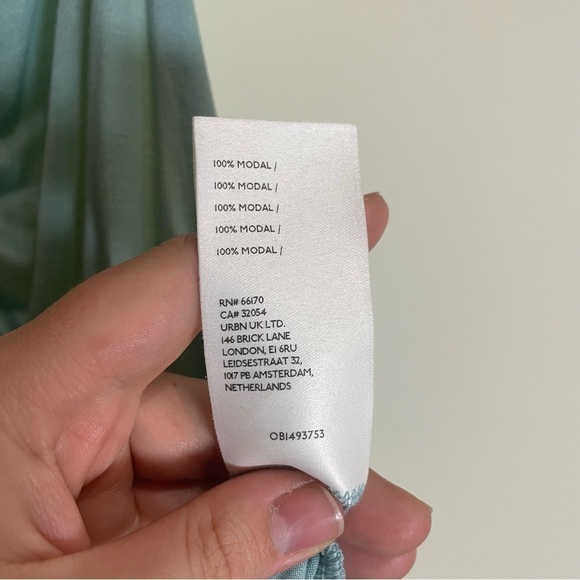 100% MODAL /
100% MODAL /
100% MODAL /
100% MODAL /
100% MODAL /
RN# 66170
CA# 32054
URBN UK LTD.
146 BRICK LANE
LONDON, E1 6RU
LEIDSESTRAAT 32,
1017 PB AMSTERDAM,
NETHERLANDS
OB1493753